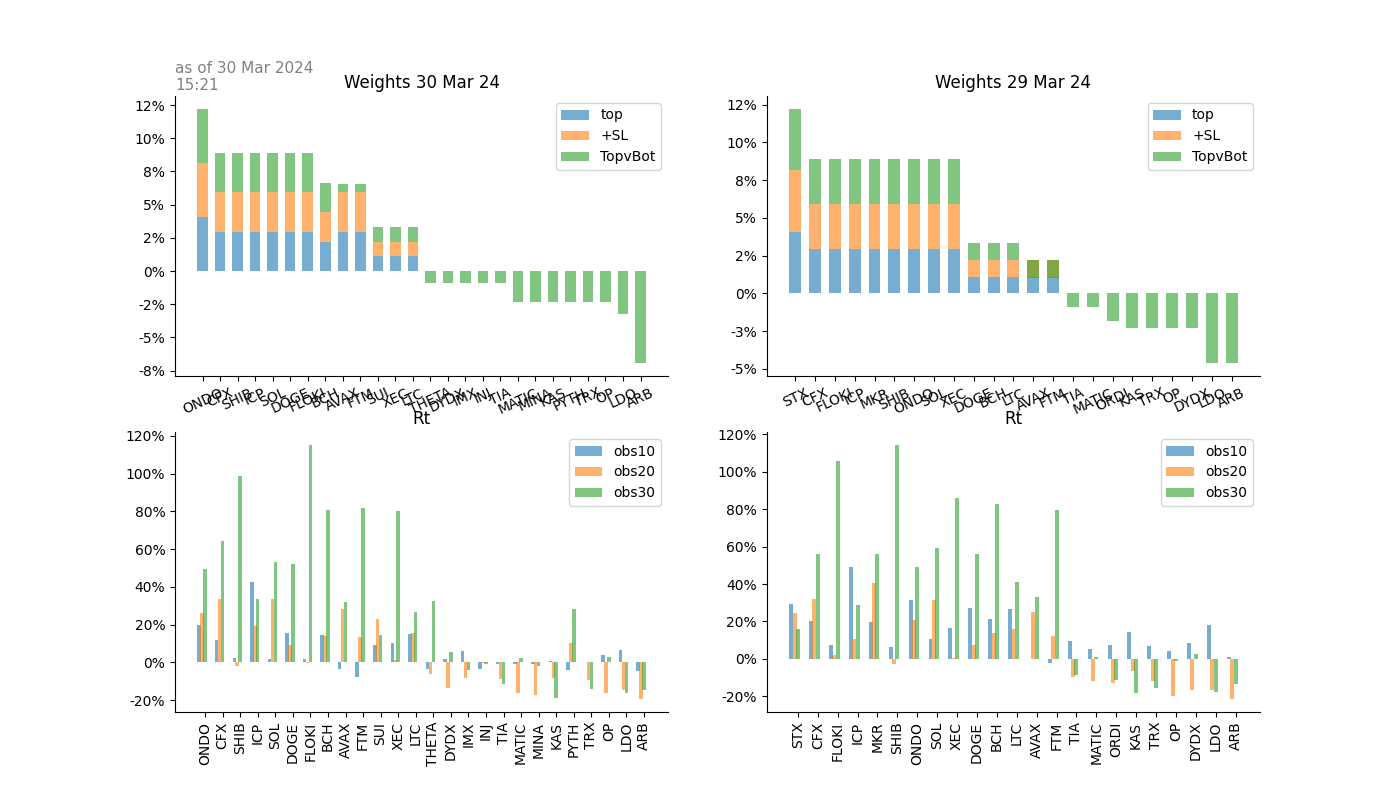 as of 30 Mar 2024
15:21
Weights 30 Mar 24
12%
10%
8%
5%
2%
0%
-2%
-5%
-8%
top
+SL
TopvBot
ONDO CFX SHIB ICP SOL DOGE FLOKI BCH AVAX FTM SUI XEC LTC THETA DYDX IMX INJ TIA MATIC MINA KAS PYTH TRX OP LDO ARB
Weights 29 Mar 24
12%
10%
8%
5%
2%
0%
-3%
-5%
top
+SL
TopvBot
STX CFX FLOKI ICP MKR SHIB ONDO SOL XEC DOGE BCH LTC AVAX FTM TIA MATIC ORDI KAS TRX OP DYDX LDO ARB
Rt
120%
100%
80%
60%
40%
20%
0%
-20%
obs10
obs20
obs30
ONDO CFX SHIB ICP SOL DOGE FLOKI BCH AVAX FTM SUI XEC LTC THETA DYDX IMX INJ TIA MATIC MINA KAS PYTH TRX OP LDO ARB
Rt
120%
100%
80%
60%
40%
20%
0%
-20%
obs10
obs20
obs30
STX CFX FLOKI ICP MKR SHIB ONDO SOL XEC DOGE BCH LTC AVAX FTM TIA MATIC ORDI KAS TRX OP DYDX LDO ARB